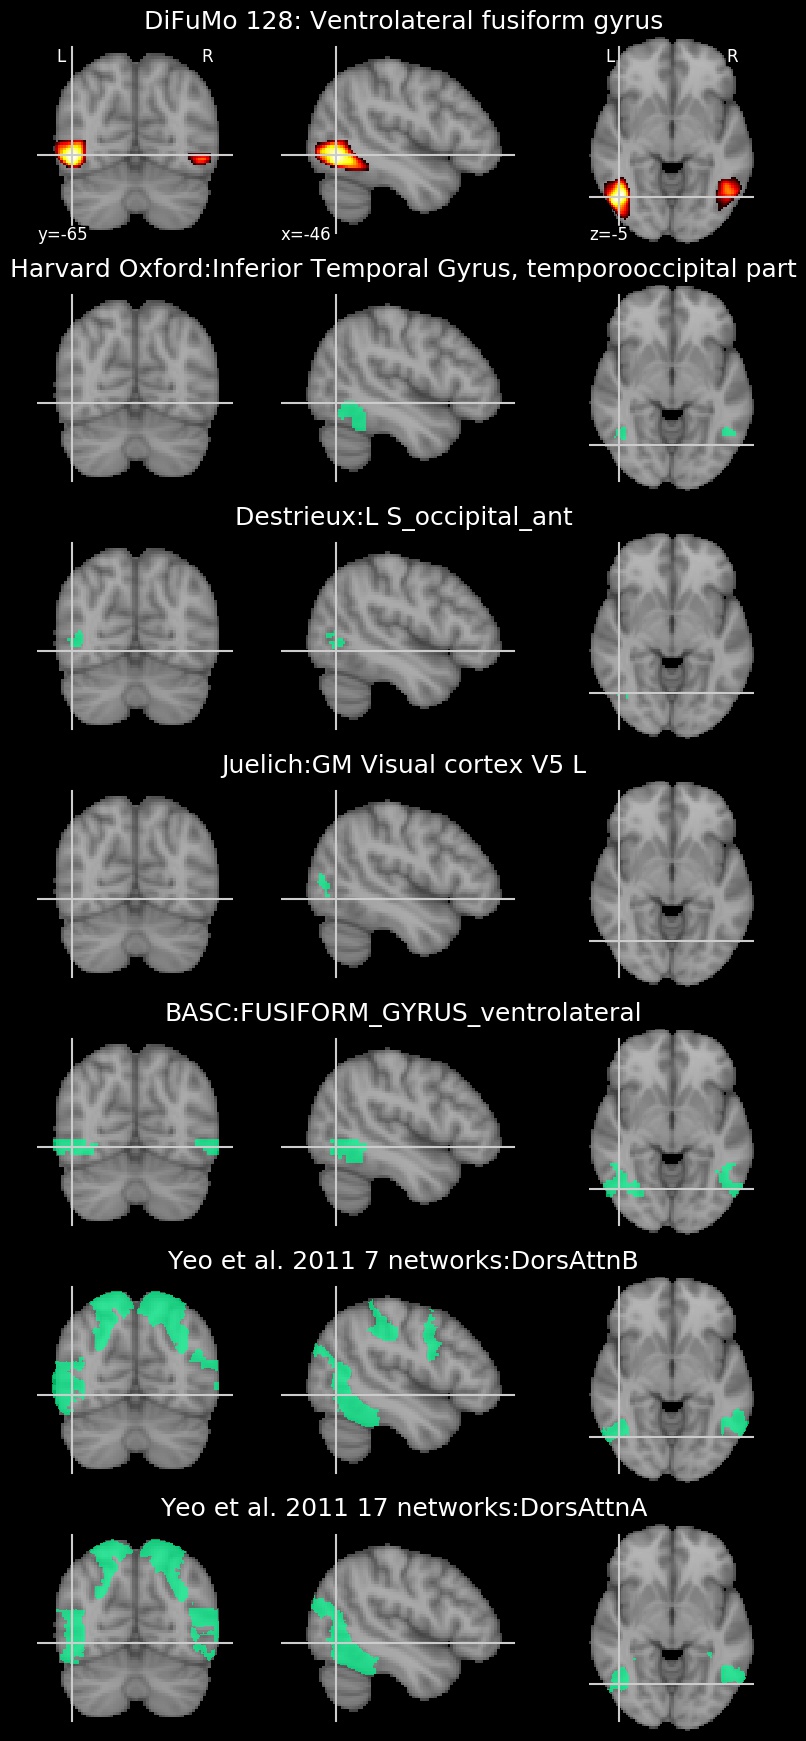 DiFuMo 128: Ventrolateral fusiform gyrus
L R L R
y=-65 x=-46 z=-5
Harvard Oxford:Inferior Temporal Gyrus, temporooccipital part
Destrieux:L S_occipital_ant
Juelich:GM Visual cortex V5 L
BASC:FUSIFORM_GYRUS_ventrolateral
Yeo et al. 2011 7 networks:DorsAttnB
Yeo et al. 2011 17 networks:DorsAttnA